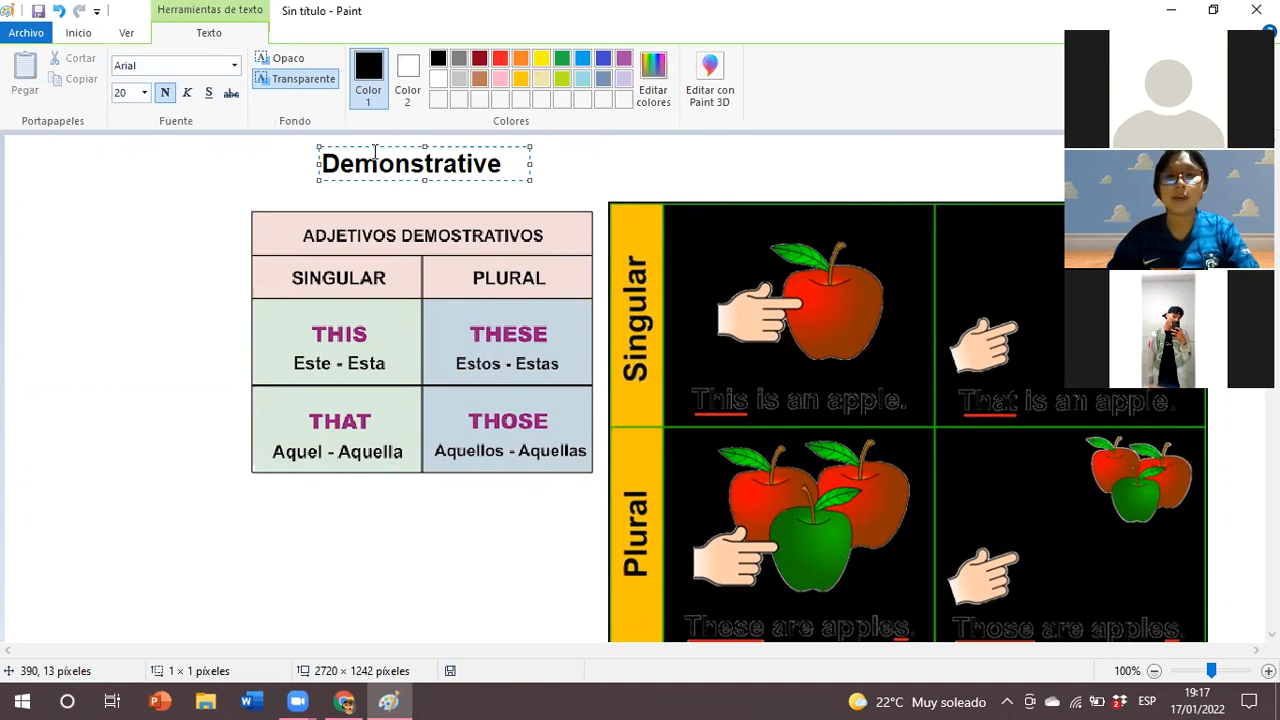 Herramientas de texto
Sin título - Paint
Archivo
Inicio
Ver
Texto
Pegar
Cortar
Copiar
Portapapeles
Arial
20
N
K
S
abc
Fuente
Opaco
Transparente
Fondo
Color
1
Color
2
Colores
Editar
colores
Editar con
Paint 3D
Demonstrative
ADJETIVOS DEMOSTRATIVOS
SINGULAR
PLURAL
THIS
Este - Esta
THESE
Estos - Estas
THAT
Aquel - Aquella
THOSE
Aquellos - Aquellas
Singular
This is an apple.
That is an apple.
Plural
These are apples.
Those are apples.
390, 13 píxeles
1 × 1 píxeles
2720 × 1242 píxeles
100%
22°C Muy soleado
ESP
19:17
17/01/2022